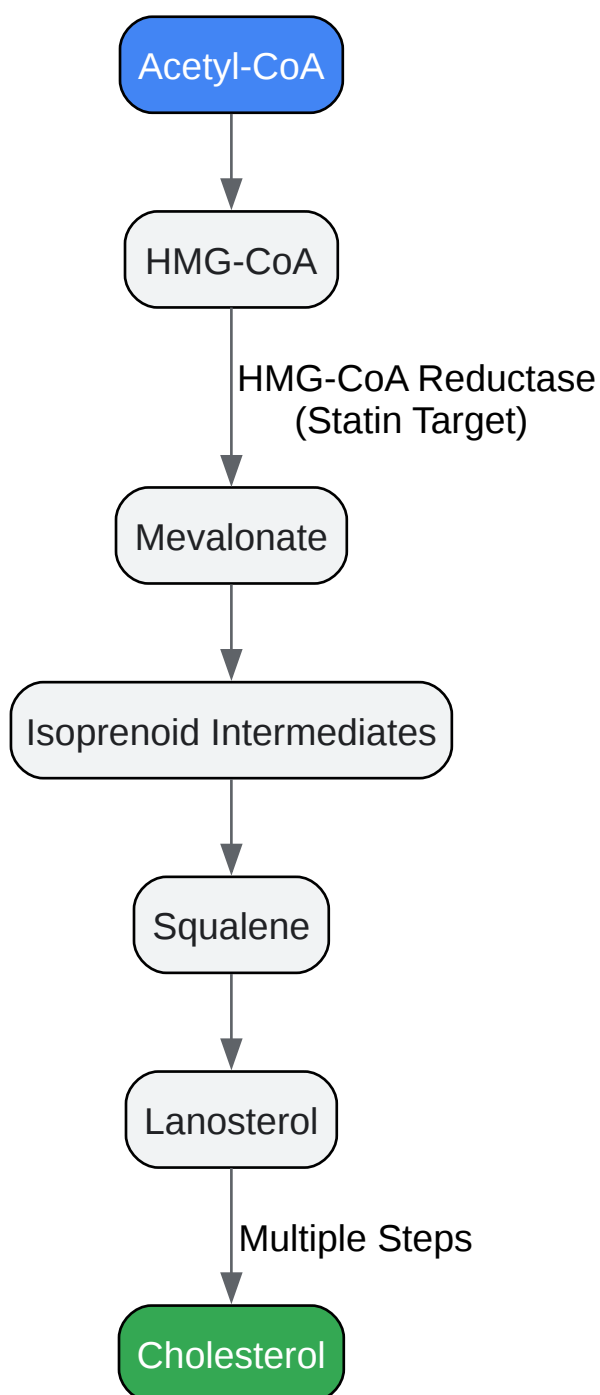 Acetyl-CoA
HMG-CoA
HMG-CoA Reductase
(Statin Target)
Mevalonate
Isoprenoid Intermediates
Squalene
Lanosterol
Multiple Steps
Cholesterol